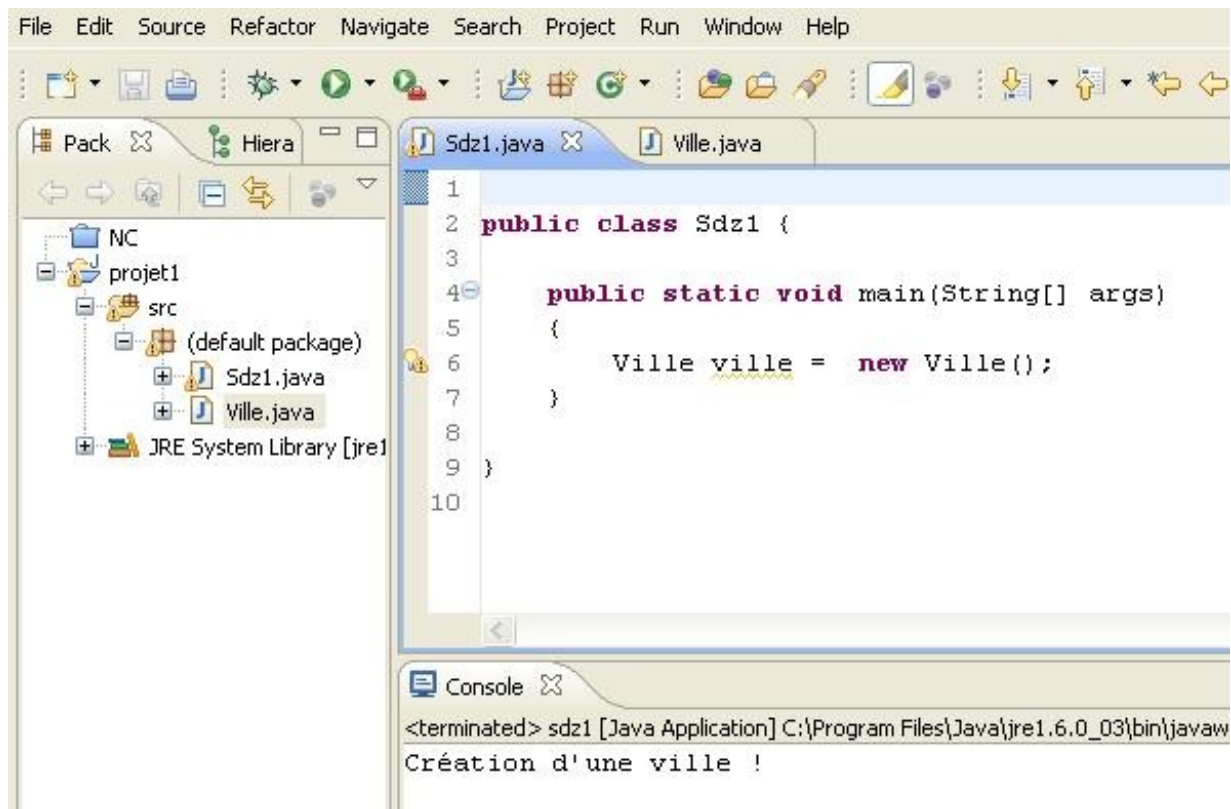 File Edit Source Refactor Navigate Search Project Run Window Help
Pack Hiera
NC
projet1
src
(default package)
Sdz1.java
Ville.java
JRE System Library [jre1
Sdz1.java Ville.java
1
2 public class Sdz1 {
3
4 public static void main(String[] args)
5 {
6 Ville ville = new Ville();
7 }
8
9 }
10
Console
<terminated> sdz1 [Java Application] C:\Program Files\Java\jre1.6.0_03\bin\javaw
Création d'une ville !